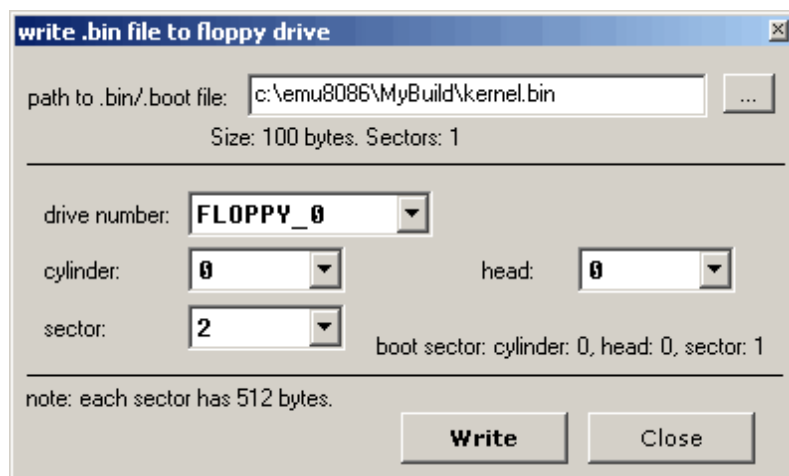 write .bin file to floppy drive
path to .bin/.boot file: c:\emu8086\MyBuild\kernel.bin ...
Size: 100 bytes. Sectors: 1
drive number: FLOPPY_0
cylinder: 0 head: 0
sector: 2
boot sector: cylinder: 0, head: 0, sector: 1
note: each sector has 512 bytes.
Write Close